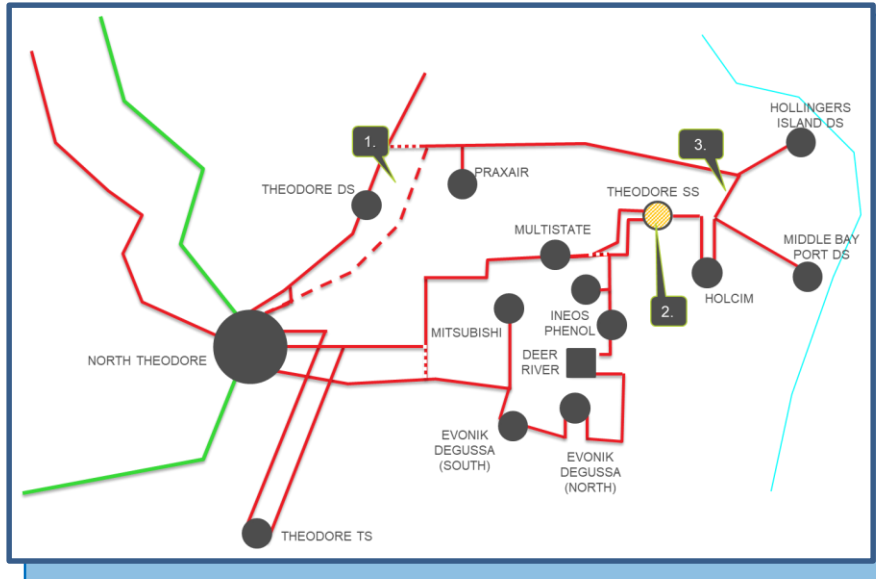 HOLLINGERS
ISLAND DS
1.
3.
PRAXAIR
THEODORE DS
THEODORE SS
MULTISTATE
MIDDLE BAY
PORT DS
HOLCIM
2.
INEOS
PHENOL
MITSUBISHI
NORTH THEODORE
DEER
RIVER
EVONIK
DEGUSSA
(SOUTH)
EVONIK
DEGUSSA
(NORTH)
THEODORE TS